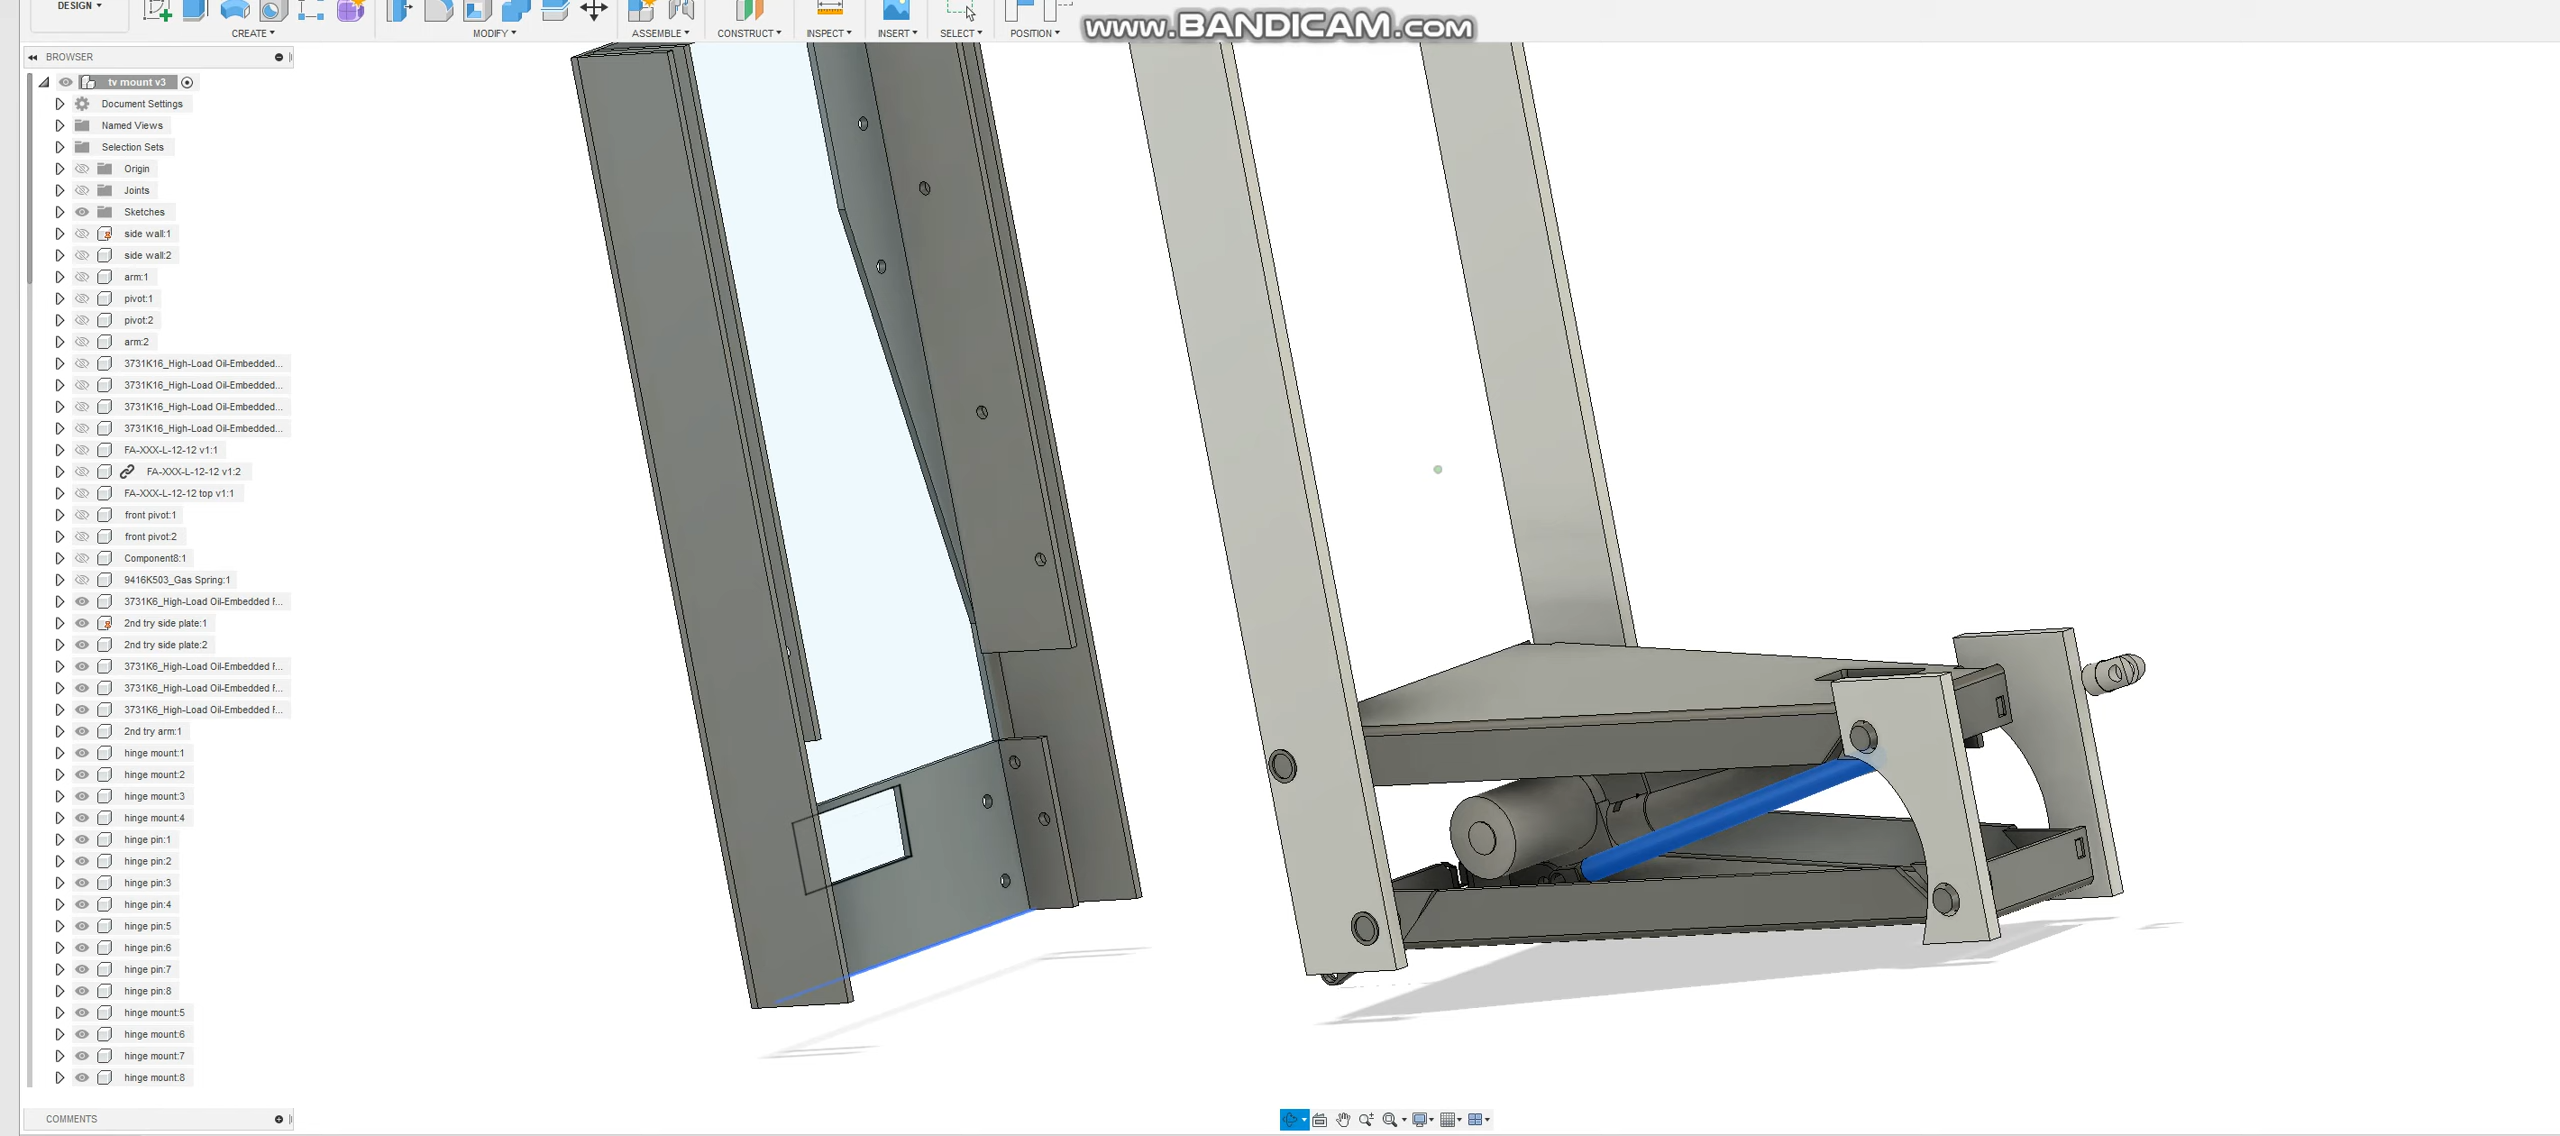 DESIGN
CREATE
MODIFY
ASSEMBLE
CONSTRUCT
INSPECT
INSERT
SELECT
POSITION
www.BANDICAM.com
BROWSER
tv mount v3
Document Settings
Named Views
Selection Sets
Origin
Joints
Sketches
side wall:1
side wall:2
arm:1
pivot:1
pivot:2
arm:2
3731K16_High-Load Oil-Embedded...
3731K16_High-Load Oil-Embedded...
3731K16_High-Load Oil-Embedded...
3731K16_High-Load Oil-Embedded...
FA-XXX-L-12-12 v1:1
FA-XXX-L-12-12 v1:2
FA-XXX-L-12-12 top v1:1
front pivot:1
front pivot:2
Component8:1
9416K503_Gas Spring:1
3731K6_High-Load Oil-Embedded F...
2nd try side plate:1
2nd try side plate:2
3731K6_High-Load Oil-Embedded F...
3731K6_High-Load Oil-Embedded F...
3731K6_High-Load Oil-Embedded F...
2nd try arm:1
hinge mount:1
hinge mount:2
hinge mount:3
hinge mount:4
hinge pin:1
hinge pin:2
hinge pin:3
hinge pin:4
hinge pin:5
hinge pin:6
hinge pin:7
hinge pin:8
hinge mount:5
hinge mount:6
hinge mount:7
hinge mount:8
COMMENTS